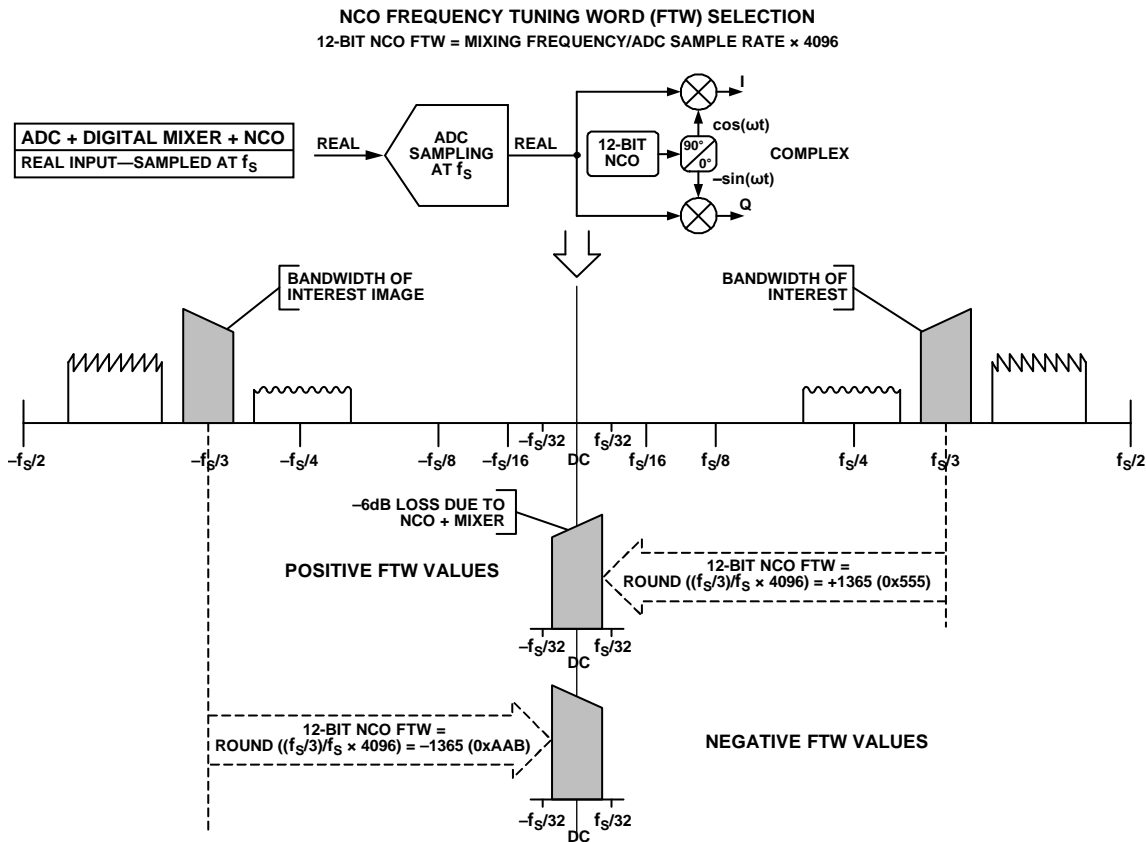 NCO FREQUENCY TUNING WORD (FTW) SELECTION
12-BIT NCO FTW = MIXING FREQUENCY/ADC SAMPLE RATE × 4096
ADC + DIGITAL MIXER + NCO
REAL INPUT—SAMPLED AT fS
REAL
ADC
SAMPLING
AT fS
REAL
12-BIT
NCO
90°
0°
I
cos(ωt)
COMPLEX
–sin(ωt)
Q
BANDWIDTH OF
INTEREST IMAGE
BANDWIDTH OF
INTEREST
–fS/2
–fS/3
–fS/4
–fS/8
–fS/16
–fS/32
DC
fS/32
fS/16
fS/8
fS/4
fS/3
fS/2
–6dB LOSS DUE TO
NCO + MIXER
POSITIVE FTW VALUES
12-BIT NCO FTW =
ROUND ((fS/3)/fS × 4096) = +1365 (0x555)
–fS/32
DC
fS/32
12-BIT NCO FTW =
ROUND ((fS/3)/fS × 4096) = –1365 (0xAAB)
NEGATIVE FTW VALUES
–fS/32
DC
fS/32